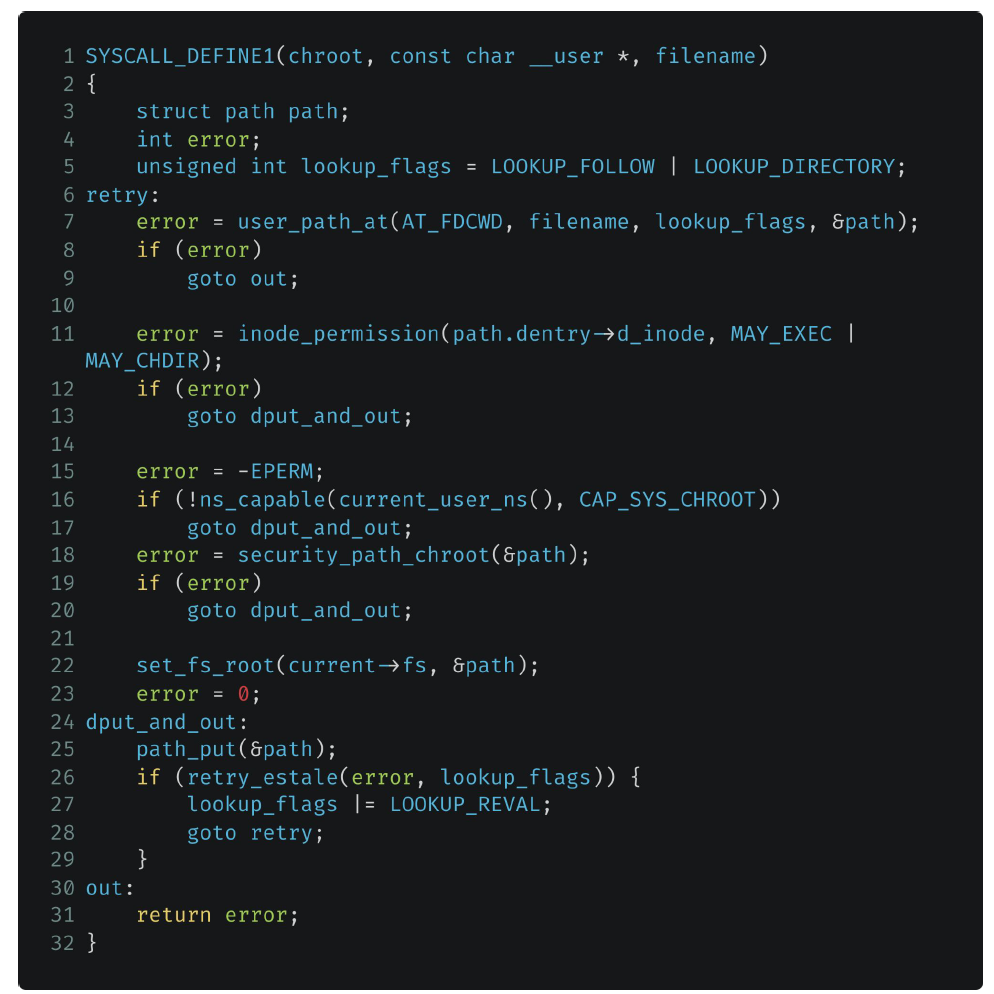 1 SYSCALL_DEFINE1(chroot, const char __user *, filename)
2 {
3     struct path path;
4     int error;
5     unsigned int lookup_flags = LOOKUP_FOLLOW | LOOKUP_DIRECTORY;
6 retry:
7     error = user_path_at(AT_FDCWD, filename, lookup_flags, &path);
8     if (error)
9         goto out;
10
11     error = inode_permission(path.dentry->d_inode, MAY_EXEC |
MAY_CHDIR);
12     if (error)
13         goto dput_and_out;
14
15     error = -EPERM;
16     if (!ns_capable(current_user_ns(), CAP_SYS_CHROOT))
17         goto dput_and_out;
18     error = security_path_chroot(&path);
19     if (error)
20         goto dput_and_out;
21
22     set_fs_root(current->fs, &path);
23     error = 0;
24 dput_and_out:
25     path_put(&path);
26     if (retry_estale(error, lookup_flags)) {
27         lookup_flags |= LOOKUP_REVAL;
28         goto retry;
29     }
30 out:
31     return error;
32 }